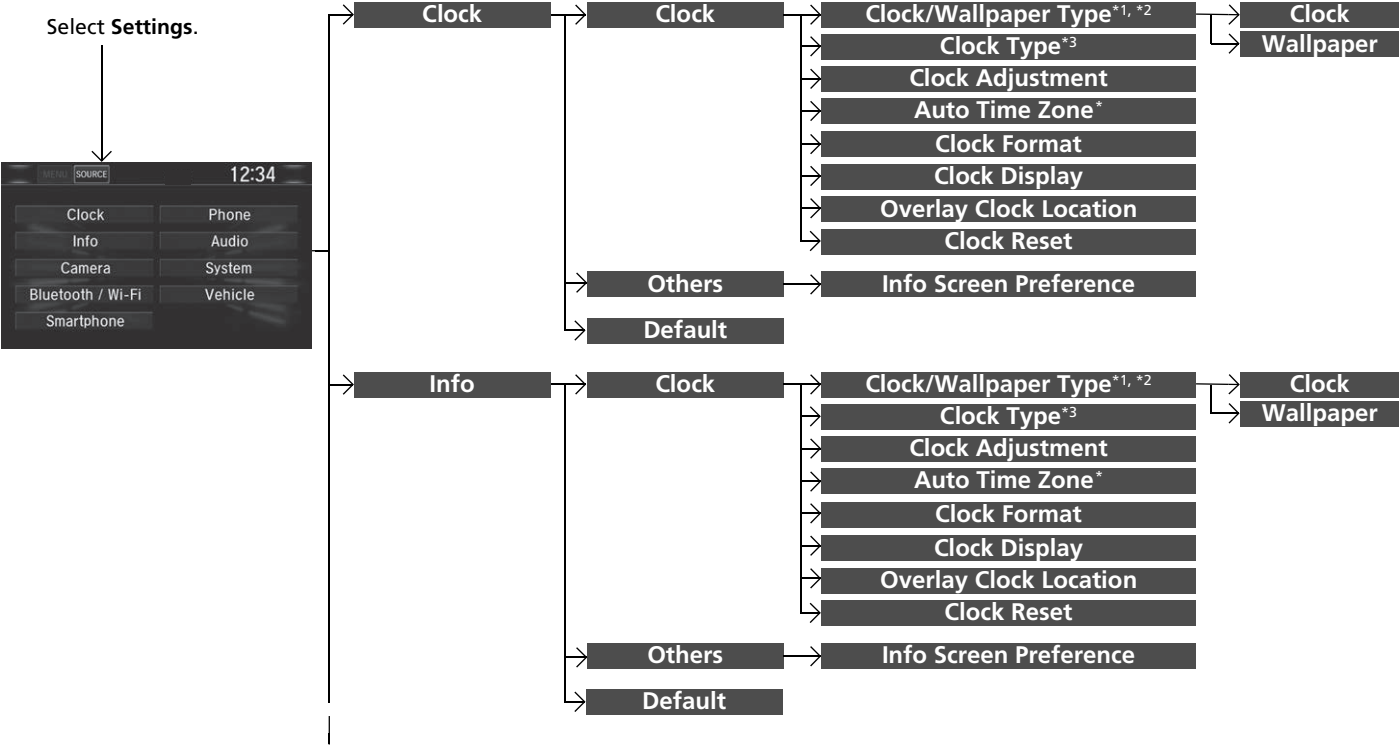 Select Settings.
MENU SOURCE 12:34
Clock Phone
Info Audio
Camera System
Bluetooth / Wi-Fi Vehicle
Smartphone
Clock
Clock
Clock/Wallpaper Type*1, *2
Clock
Wallpaper
Clock Type*3
Clock Adjustment
Auto Time Zone*
Clock Format
Clock Display
Overlay Clock Location
Clock Reset
Others
Info Screen Preference
Default
Info
Clock
Clock/Wallpaper Type*1, *2
Clock
Wallpaper
Clock Type*3
Clock Adjustment
Auto Time Zone*
Clock Format
Clock Display
Overlay Clock Location
Clock Reset
Others
Info Screen Preference
Default